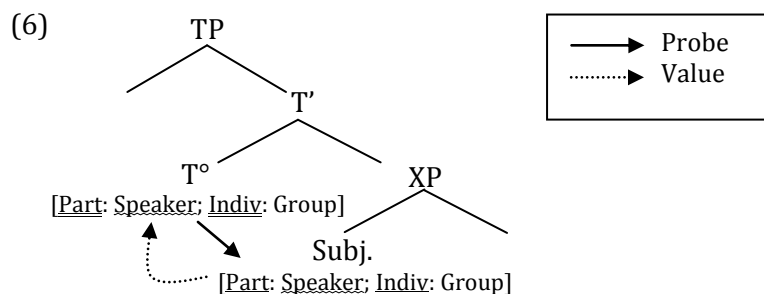 (6)
TP
Probe
Value
T’
T°
XP
[Part: Speaker; Indiv: Group]
Subj.
[Part: Speaker; Indiv: Group]